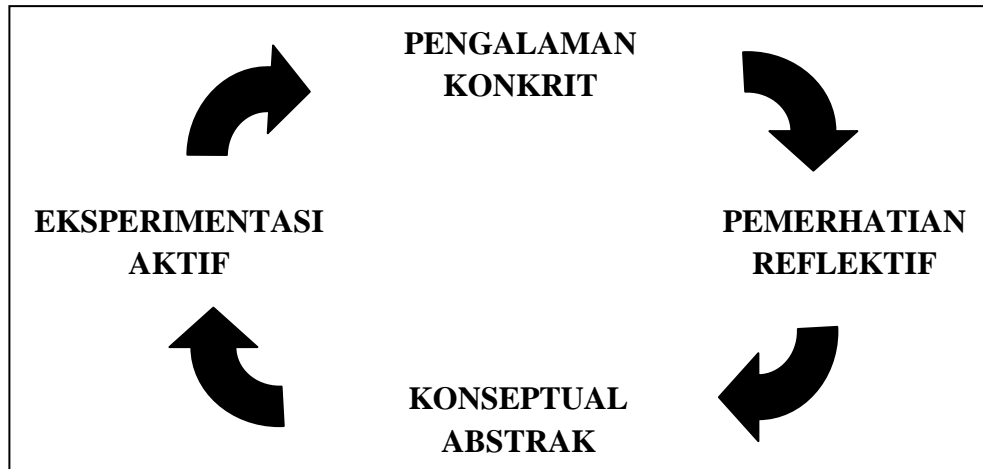 PENGALAMAN
KONKRIT
EKSPERIMENTASI
AKTIF
PEMERHATIAN
REFLEKTIF
KONSEPTUAL
ABSTRAK